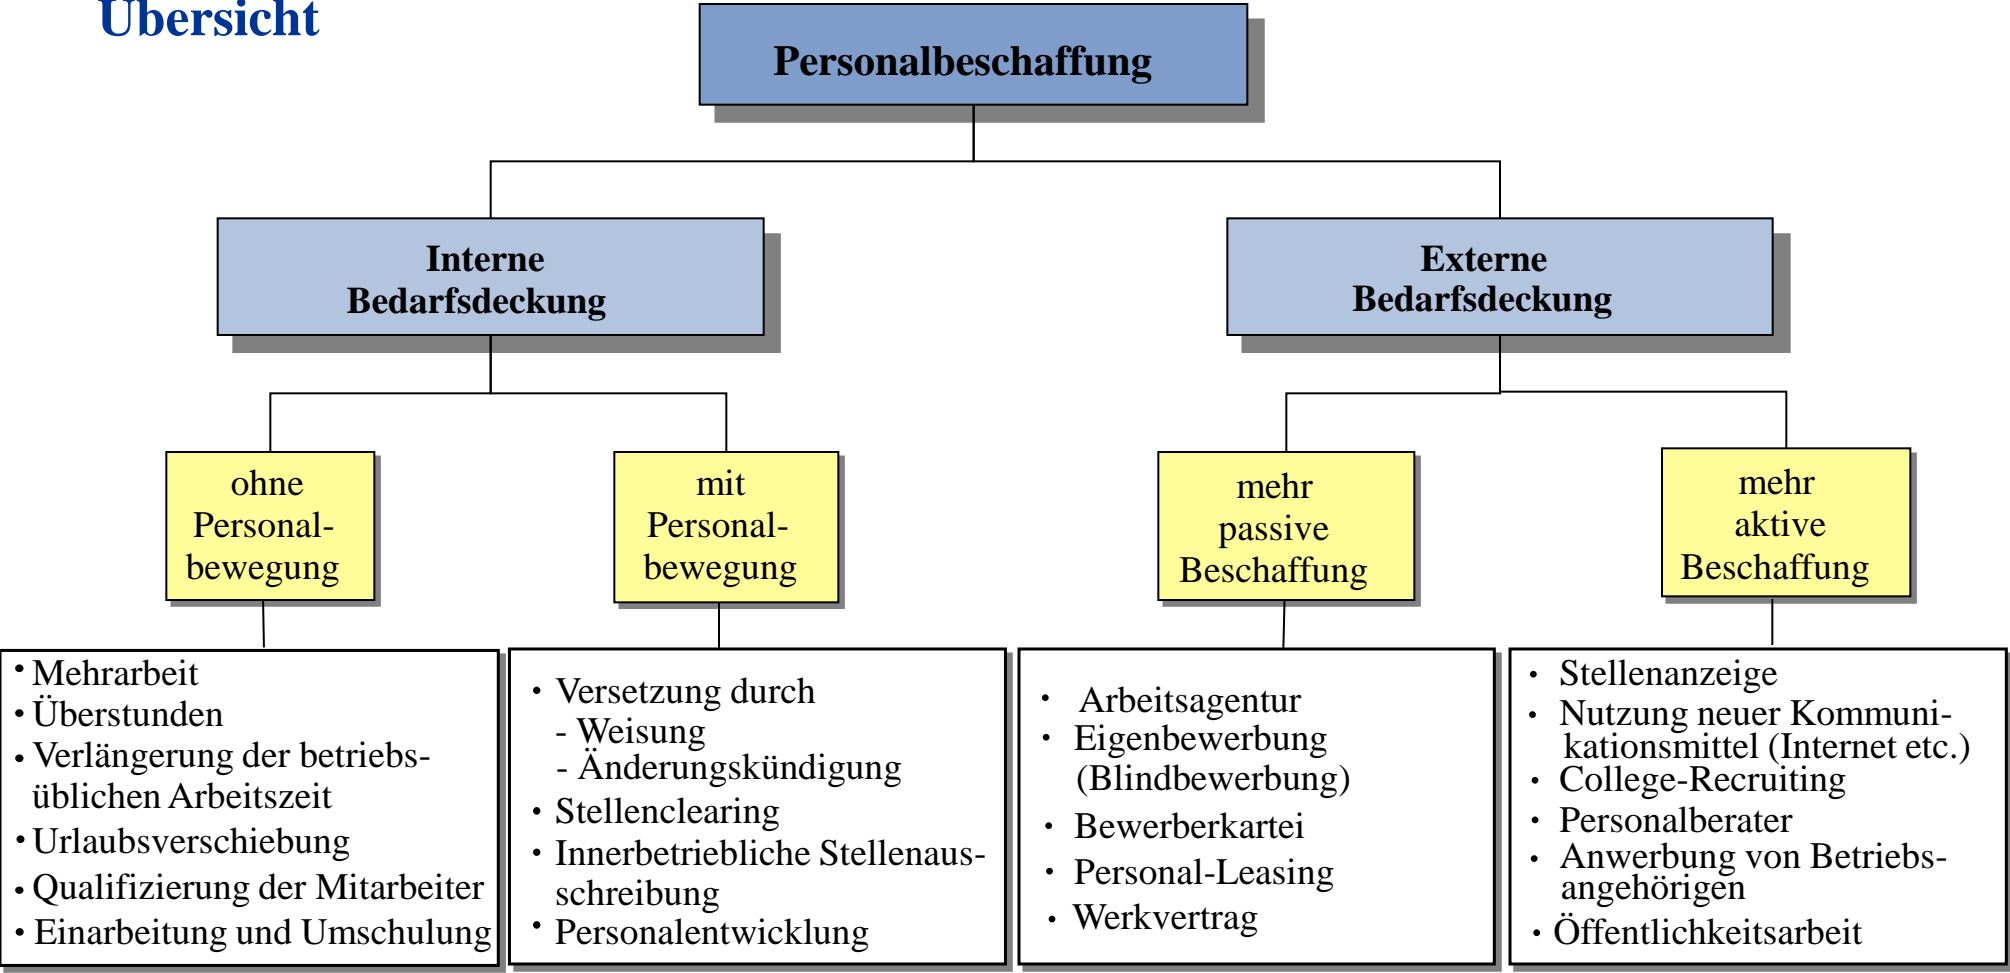 Übersicht
Personalbeschaffung
Interne
Bedarfsdeckung
Externe
Bedarfsdeckung
ohne
Personal-
bewegung
mit
Personal-
bewegung
mehr
passive
Beschaffung
mehr
aktive
Beschaffung
• Mehrarbeit
• Überstunden
• Verlängerung der betriebs-
üblichen Arbeitszeit
• Urlaubsverschiebung
• Qualifizierung der Mitarbeiter
• Einarbeitung und Umschulung
• Versetzung durch
- Weisung
- Änderungskündigung
• Stellenclearing
• Innerbetriebliche Stellenaus-
schreibung
• Personalentwicklung
• Arbeitsagentur
• Eigenbewerbung
(Blindbewerbung)
• Bewerberkartei
• Personal-Leasing
• Werkvertrag
• Stellenanzeige
• Nutzung neuer Kommuni-
kationsmittel (Internet etc.)
• College-Recruiting
• Personalberater
• Anwerbung von Betriebs-
angehörigen
• Öffentlichkeitsarbeit